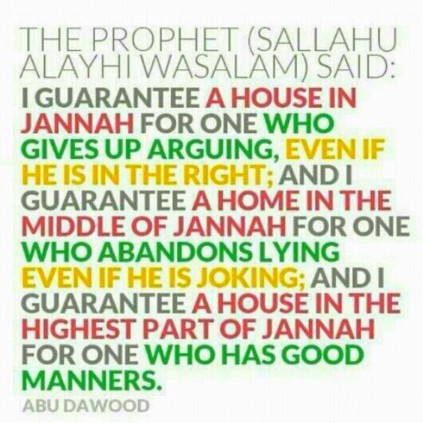 THE PROPHET (SALLAHU
ALAYHI WASALAM) SAID:
I GUARANTEE A HOUSE IN
JANNAH FOR ONE WHO
GIVES UP ARGUING, EVEN IF
HE IS IN THE RIGHT; AND I
GUARANTEE A HOME IN THE
MIDDLE OF JANNAH FOR ONE
WHO ABANDONS LYING
EVEN IF HE IS JOKING; AND I
GUARANTEE A HOUSE IN THE
HIGHEST PART OF JANNAH
FOR ONE WHO HAS GOOD
MANNERS.
ABU DAWOOD